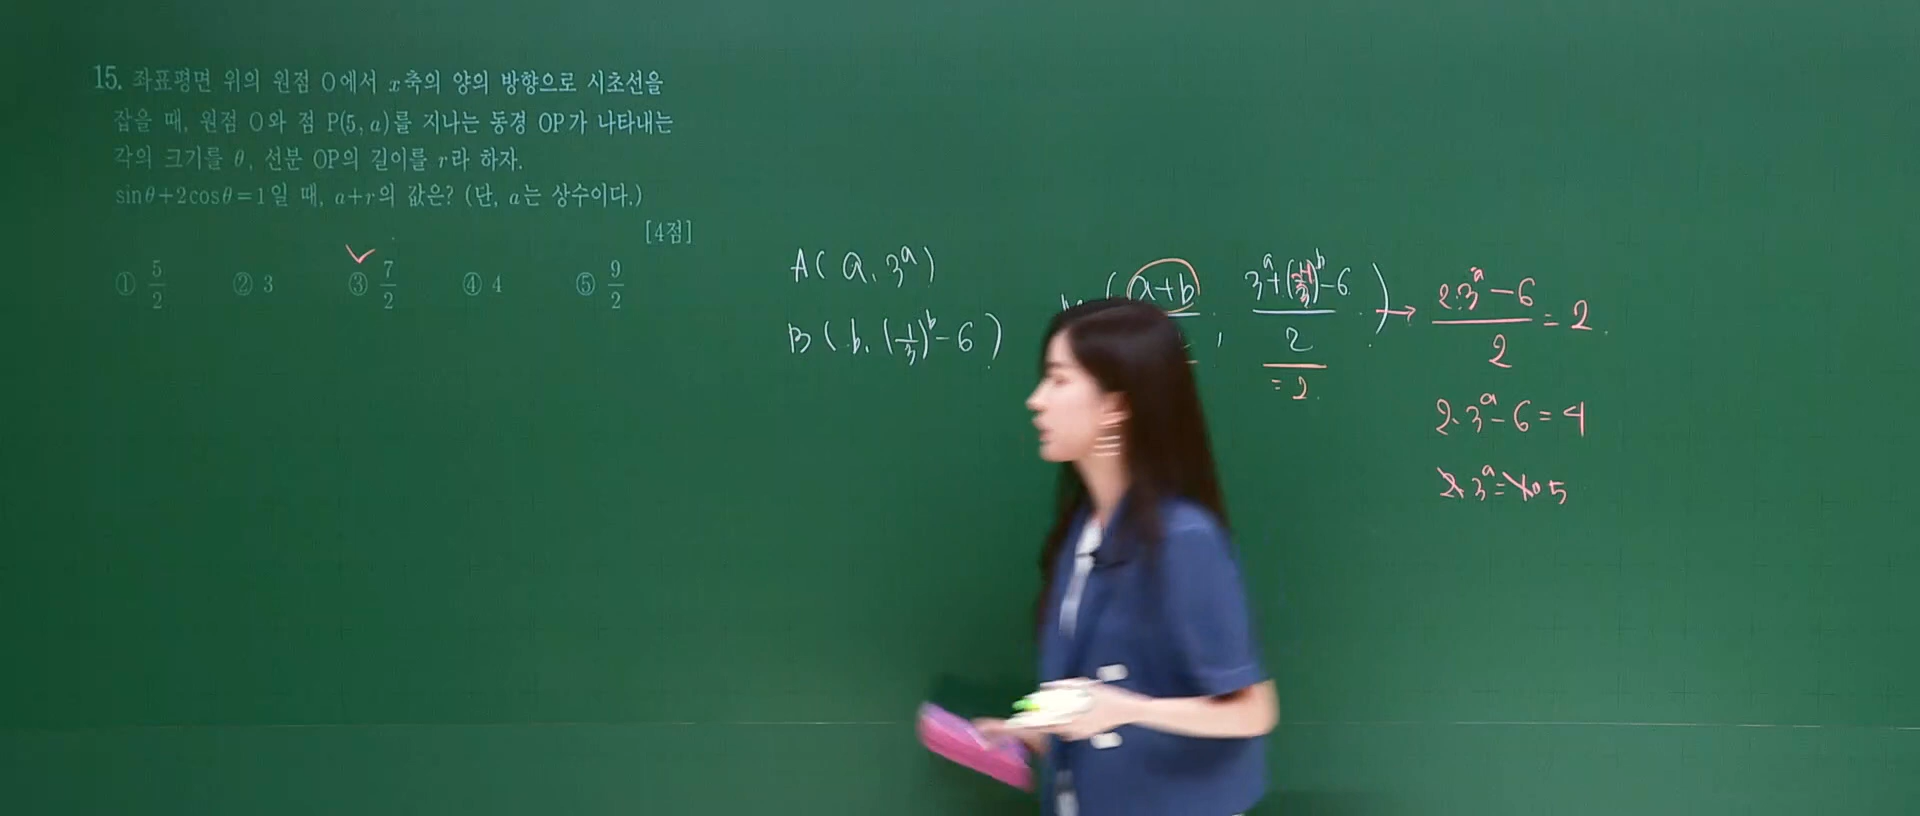 15. 좌표평면 위의 원점 O에서 x축의 양의 방향으로 시초선을
잡을 때, 원점 O와 점 P(5, a)를 지나는 동경 OP가 나타내는
각의 크기를 θ, 선분 OP의 길이를 r라 하자.
sinθ+2cosθ=1일 때, a+r의 값은? (단, a는 상수이다.)
[4점]
① 5/2 ② 3 ③ 7/2 ④ 4 ⑤ 9/2
A(a, 3^a)
B(b, (1/3)^b-6)
(a+b , (3^a+(1/3)^b-6)/2)
=2
→ (2·3^a-6)/2=2
2·3^a-6=4
2·3^a=10 5